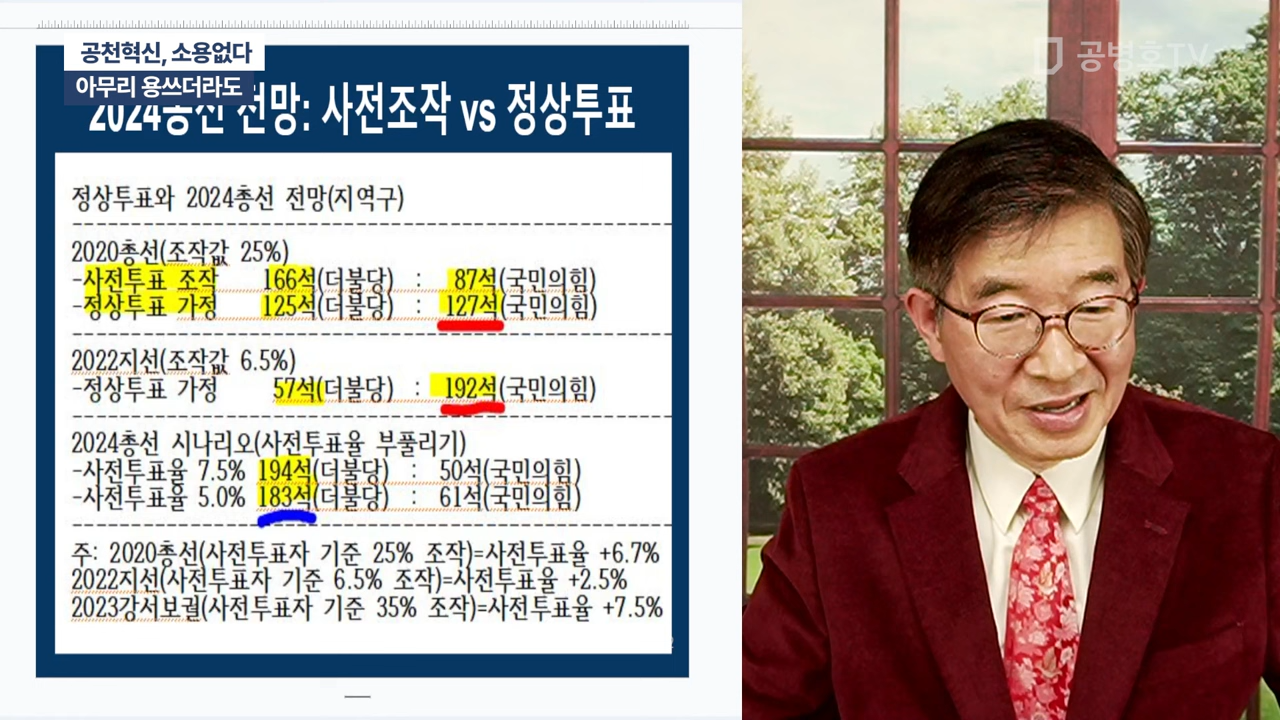 공천혁신, 소용없다
아무리 용쓰더라도
2024총선 전망: 사전조작 vs 정상투표
공병호TV
정상투표와 2024총선 전망(지역구)
2020총선(조작값 25%)
-사전투표 조작 166석(더불당) : 87석(국민의힘)
-정상투표 가정 125석(더불당) : 127석(국민의힘)
2022지선(조작값 6.5%)
-정상투표 가정 57석(더불당) : 192석(국민의힘)
2024총선 시나리오(사전투표율 부풀리기)
-사전투표율 7.5% 194석(더불당) : 50석(국민의힘)
-사전투표율 5.0% 183석(더불당) : 61석(국민의힘)
주: 2020총선(사전투표자 기준 25% 조작)=사전투표율 +6.7%
2022지선(사전투표자 기준 6.5% 조작)=사전투표율 +2.5%
2023강서보궐(사전투표자 기준 35% 조작)=사전투표율 +7.5%